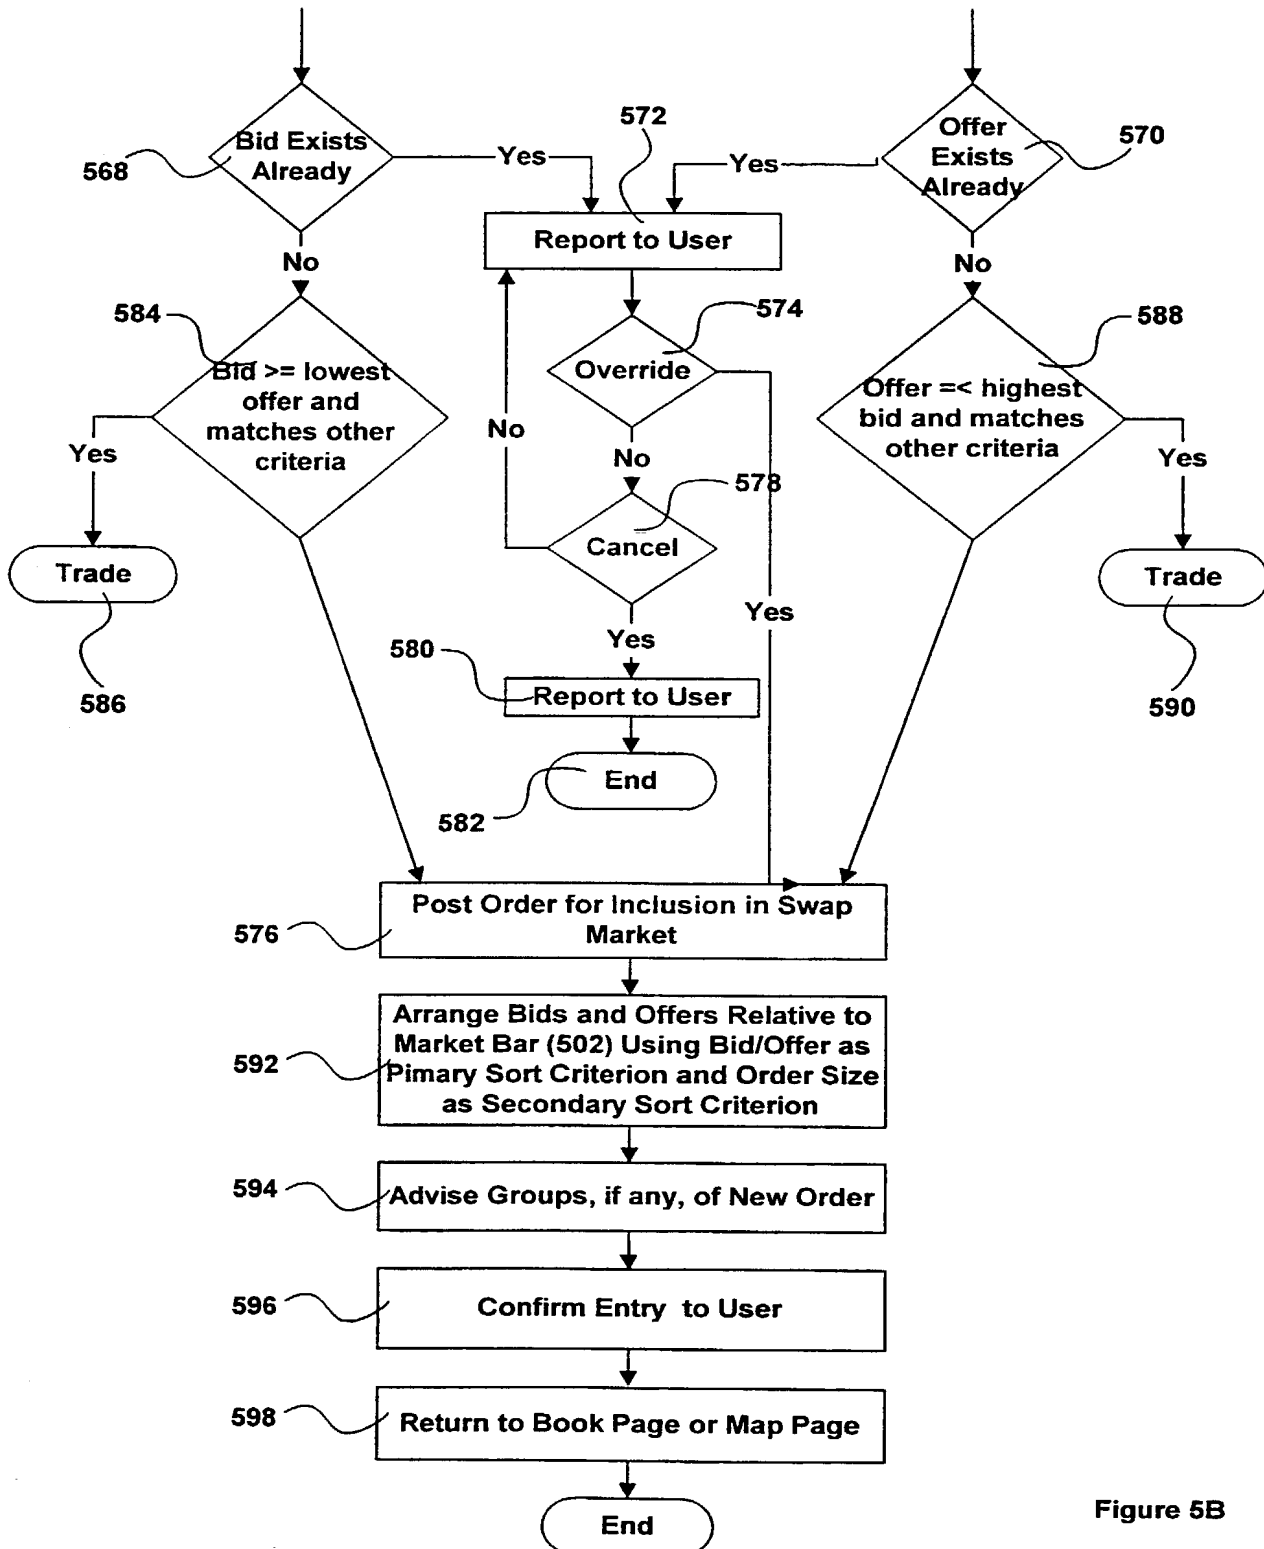 572
Bid Exists
Already
568
Yes
Yes
Offer
Exists
Already
570
Report to User
No
No
584
574
588
Bid >= lowest
offer and
matches other
criteria
Override
Offer =< highest
bid and matches
other criteria
No
Yes
No
Yes
578
Cancel
Trade
Trade
Yes
Yes
580
586
Report to User
590
End
582
Post Order for Inclusion in Swap
Market
576
Arrange Bids and Offers Relative to
Market Bar (502) Using Bid/Offer as
Pimary Sort Criterion and Order Size
as Secondary Sort Criterion
592
594
Advise Groups, if any, of New Order
596
Confirm Entry to User
598
Return to Book Page or Map Page
End
Figure 5B